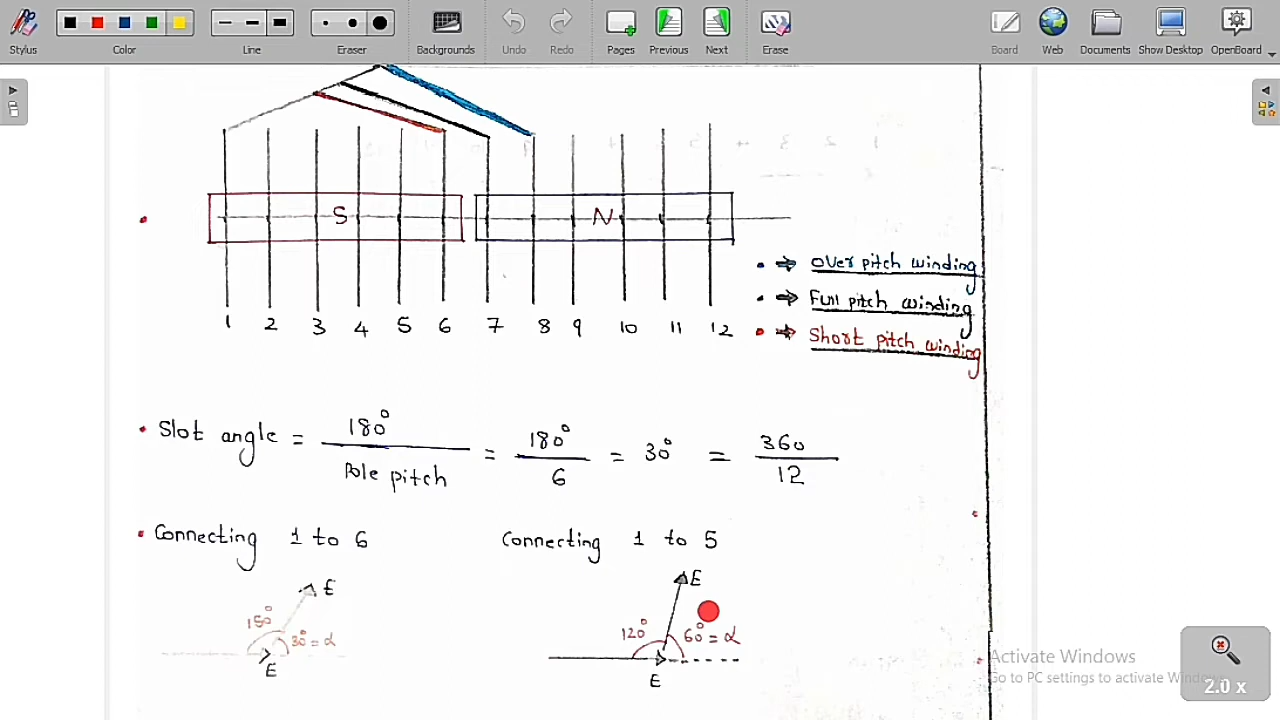 Stylus Color Line Eraser Backgrounds Undo Redo Pages Previous Next Erase Board Web Documents Show Desktop OpenBoard
S N
1 2 3 4 5 6 7 8 9 10 11 12
• ⇒ Over pitch winding
• ⇒ Full pitch winding
• ⇒ Short pitch winding
• Slot angle = 180° / Pole pitch = 180° / 6 = 30° = 360 / 12
• Connecting 1 to 6
Connecting 1 to 5
E
150° 30° = α
E
E
120° 60° = α
E
Activate Windows
Go to PC settings to activate Windows
2.0 x